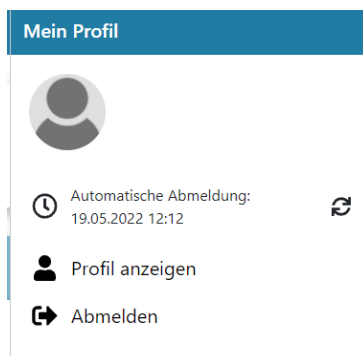 Mein Profil
Automatische Abmeldung:
19.05.2022 12:12
Profil anzeigen
Abmelden